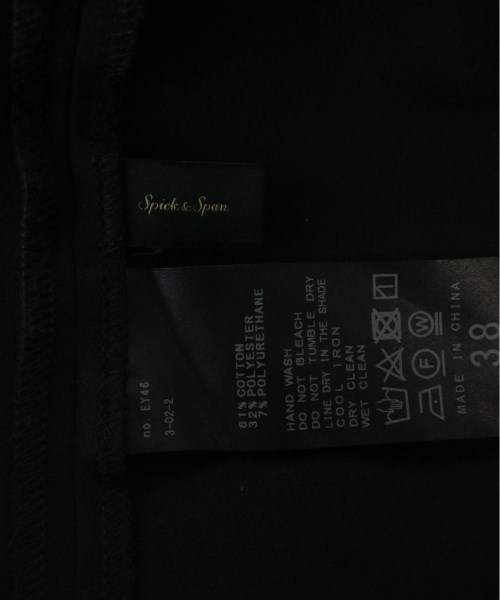 Spick & Span
no. EY46
3-02-2
61% COTTON
32% POLYESTER
7% POLYURETHANE
HAND WASH
DO NOT BLEACH
DO NOT TUMBLE DRY
LINE DRY IN THE SHADE
COOL IRON
DRY CLEAN
WET CLEAN
F W
MADE IN CHINA
38